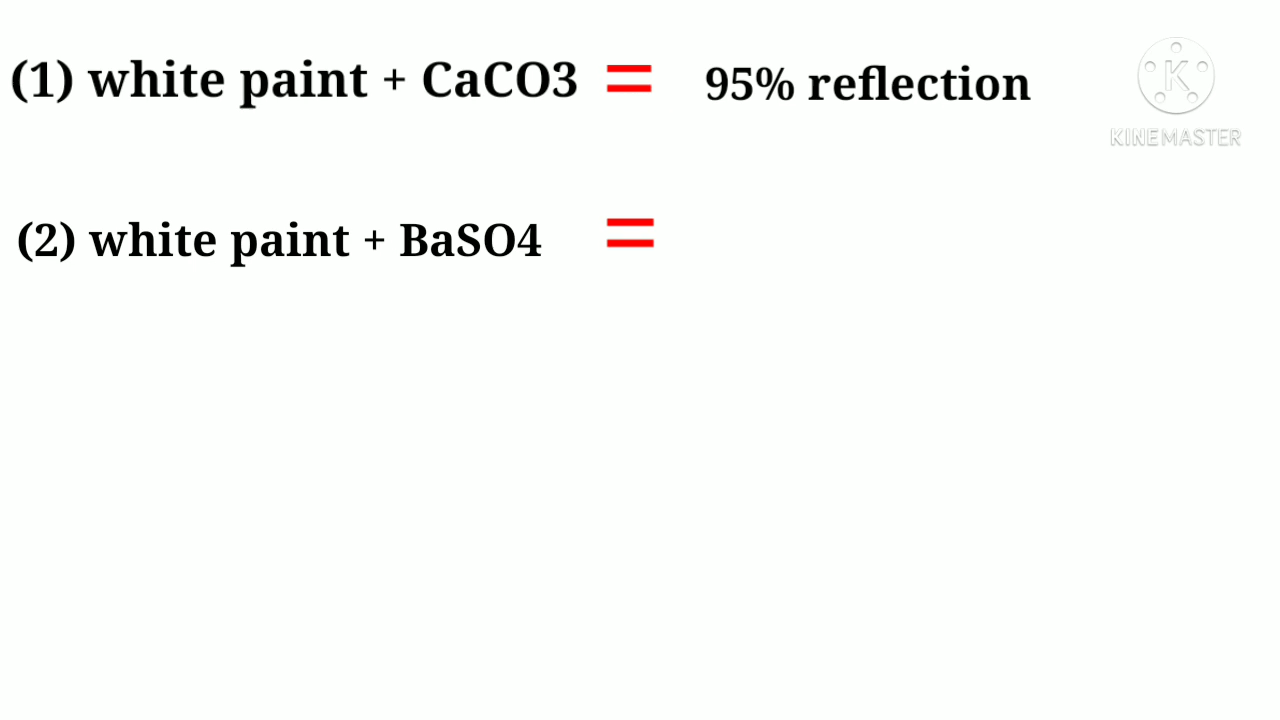 (1) white paint + CaCO3 = 95% reflection
KINEMASTER
(2) white paint + BaSO4 =